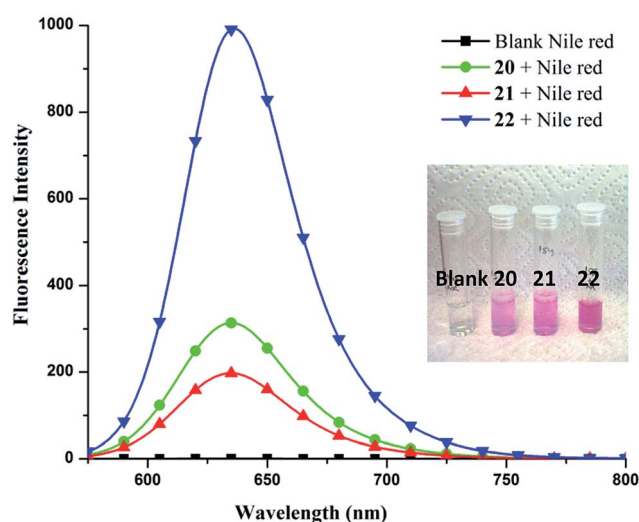 Fluorescence Intensity
1000
800
600
400
200
0
600
650
700
750
800
Wavelength (nm)
Blank Nile red
20 + Nile red
21 + Nile red
22 + Nile red
Blank 20 21 22